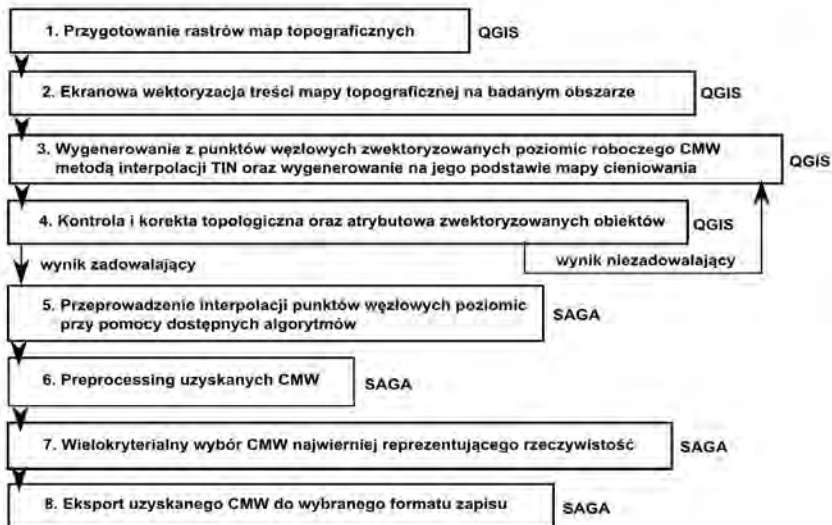 1. Przygotowanie rastrów map topograficznych
QGIS
2. Ekranowa wektoryzacja treści mapy topograficznej na badanym obszarze
QGIS
3. Wygenerowanie z punktów węzłowych zwektoryzowanych poziomic roboczego CMW
metodą interpolacji TIN oraz wygenerowanie na jego podstawie mapy cieniowania
QGIS
4. Kontrola i korekta topologiczna oraz atrybutowa zwektoryzowanych obiektów
QGIS
wynik zadowalający
wynik niezadowalający
5. Przeprowadzenie interpolacji punktów węzłowych poziomic
przy pomocy dostępnych algorytmów
SAGA
6. Preprocessing uzyskanych CMW
SAGA
7. Wielokryterialny wybór CMW najwierniej reprezentującego rzeczywistość
SAGA
8. Eksport uzyskanego CMW do wybranego formatu zapisu
SAGA